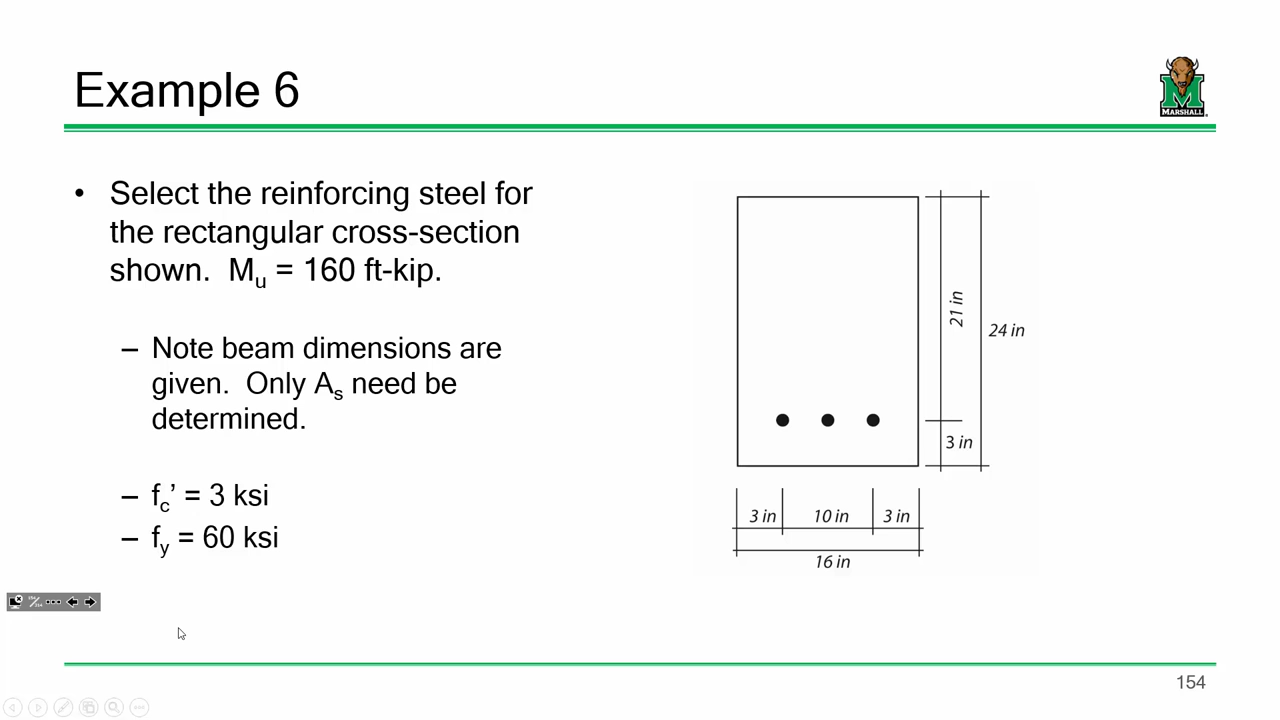 Example 6
MARSHALL
• Select the reinforcing steel for
the rectangular cross-section
shown. Mu = 160 ft-kip.
– Note beam dimensions are
given. Only As need be
determined.
– fc’ = 3 ksi
– fy = 60 ksi
21 in
24 in
3 in
3 in
10 in
3 in
16 in
154